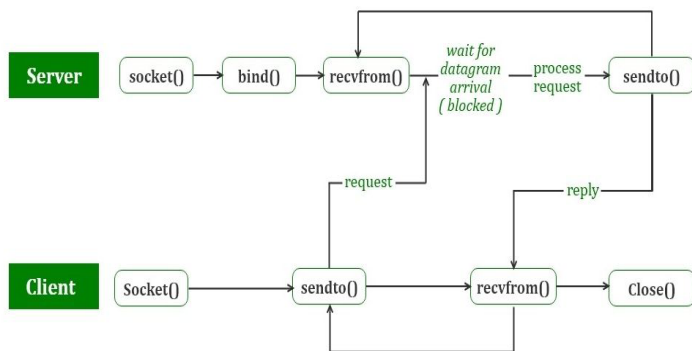 Server
socket()
bind()
recvfrom()
wait for
datagram
arrival
( blocked )
process
request
sendto()
request
reply
Client
Socket()
sendto()
recvfrom()
Close()